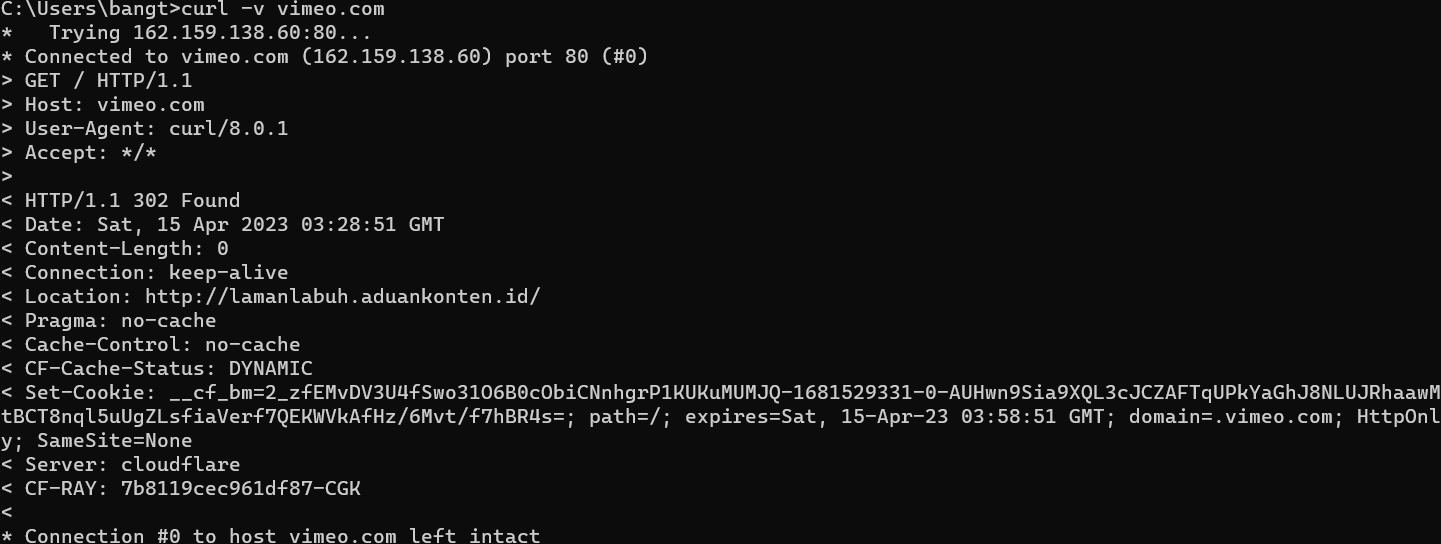 C:\Users\bangt>curl -v vimeo.com
*   Trying 162.159.138.60:80...
* Connected to vimeo.com (162.159.138.60) port 80 (#0)
> GET / HTTP/1.1
> Host: vimeo.com
> User-Agent: curl/8.0.1
> Accept: */*
>
< HTTP/1.1 302 Found
< Date: Sat, 15 Apr 2023 03:28:51 GMT
< Content-Length: 0
< Connection: keep-alive
< Location: http://lamanlabuh.aduankonten.id/
< Pragma: no-cache
< Cache-Control: no-cache
< CF-Cache-Status: DYNAMIC
< Set-Cookie: __cf_bm=2_zfEMvDV3U4fSwo31O6B0cObiCNnhgrP1KUKuMUMJQ-1681529331-0-AUHwn9Sia9XQL3cJCZAFTqUPkYaGhJ8NLUJRhaawM
tBCT8nql5uUgZLsfiaVerf7QEKWVkAfHz/6Mvt/f7hBR4s=; path=/; expires=Sat, 15-Apr-23 03:58:51 GMT; domain=.vimeo.com; HttpOnl
y; SameSite=None
< Server: cloudflare
< CF-RAY: 7b8119cec961df87-CGK
<
* Connection #0 to host vimeo.com left intact